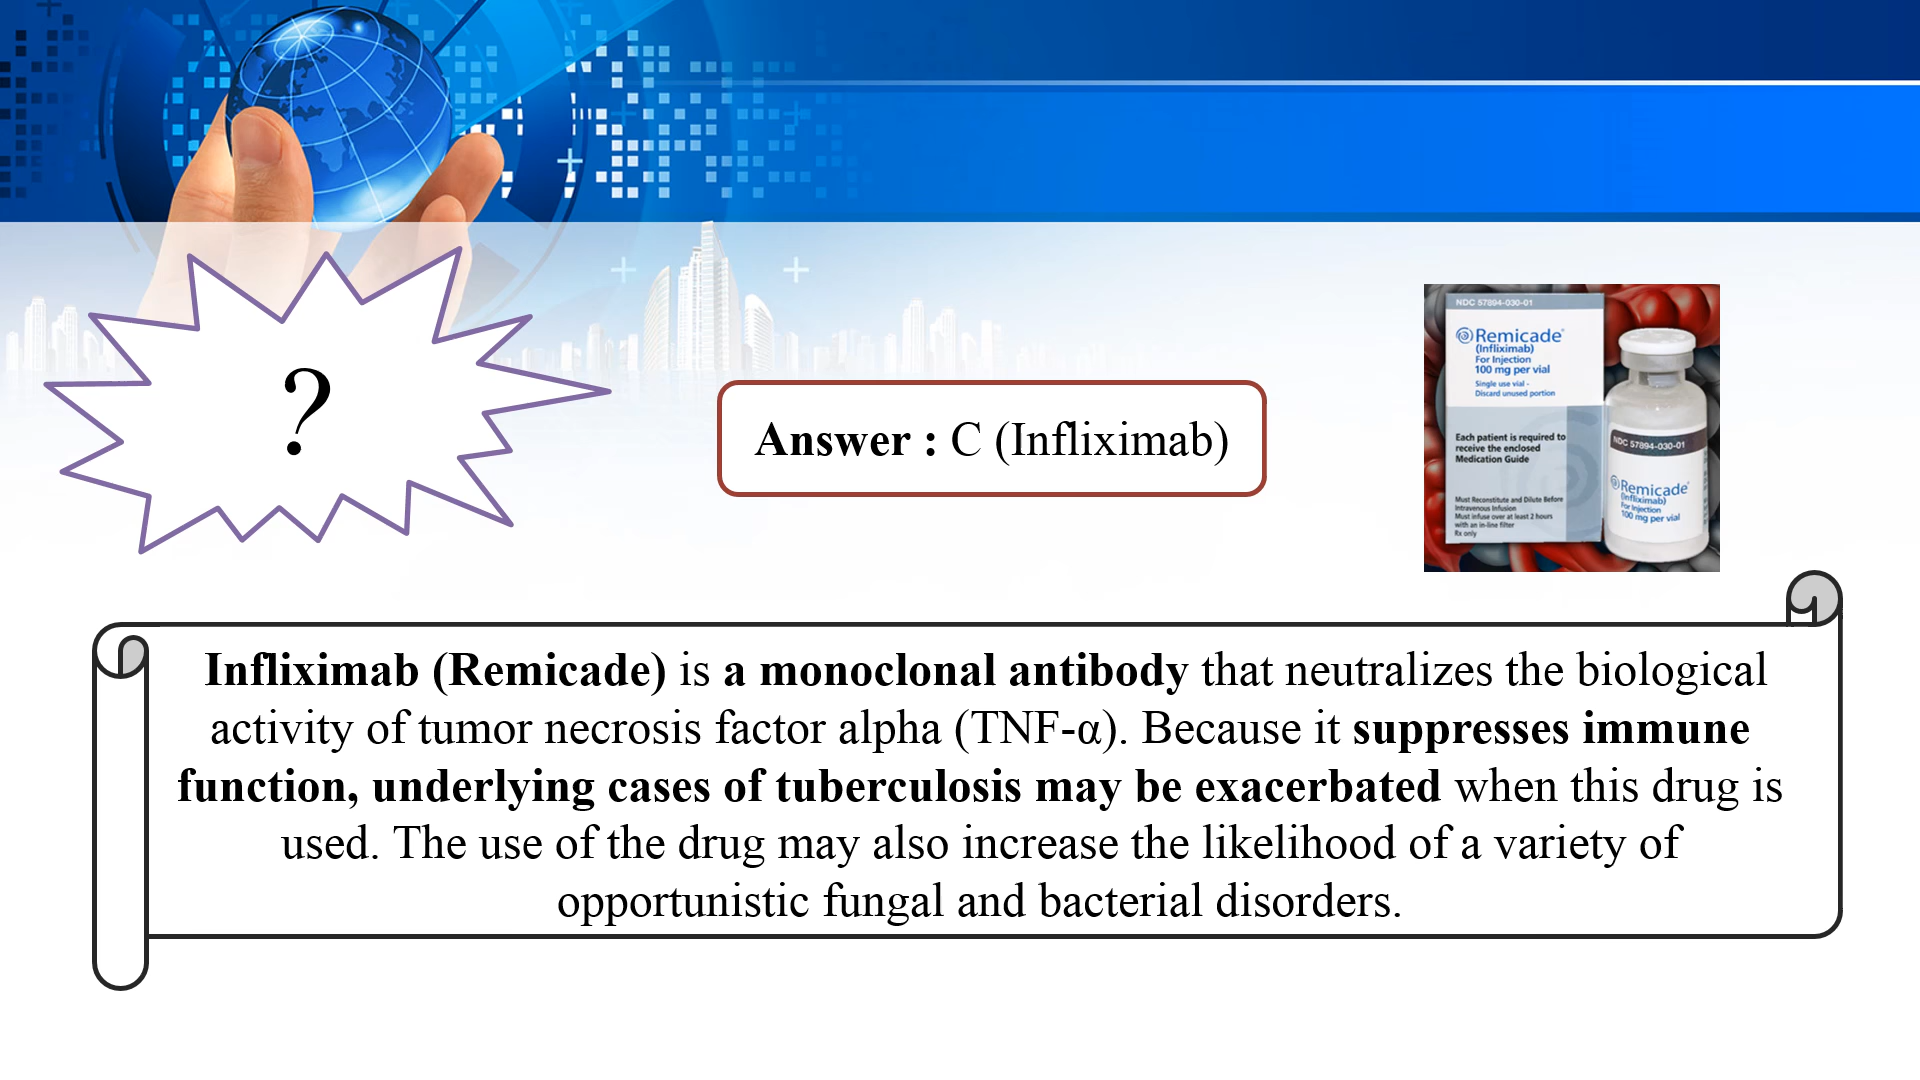 ?
Answer : C (Infliximab)
NDC 57894-030-01
Remicade®
(Infliximab)
For Injection
100 mg per vial
Single use vial -
Discard unused portion
Each patient is required to
receive the enclosed
Medication Guide
Must Reconstitute and Dilute Before
Intravenous Infusion
Must infuse over at least 2 hours
with an in-line filter
Rx only
NDC 57894-030-01
Remicade®
(Infliximab)
For Injection
100 mg per vial
Infliximab (Remicade) is a monoclonal antibody that neutralizes the biological
activity of tumor necrosis factor alpha (TNF-α). Because it suppresses immune
function, underlying cases of tuberculosis may be exacerbated when this drug is
used. The use of the drug may also increase the likelihood of a variety of
opportunistic fungal and bacterial disorders.